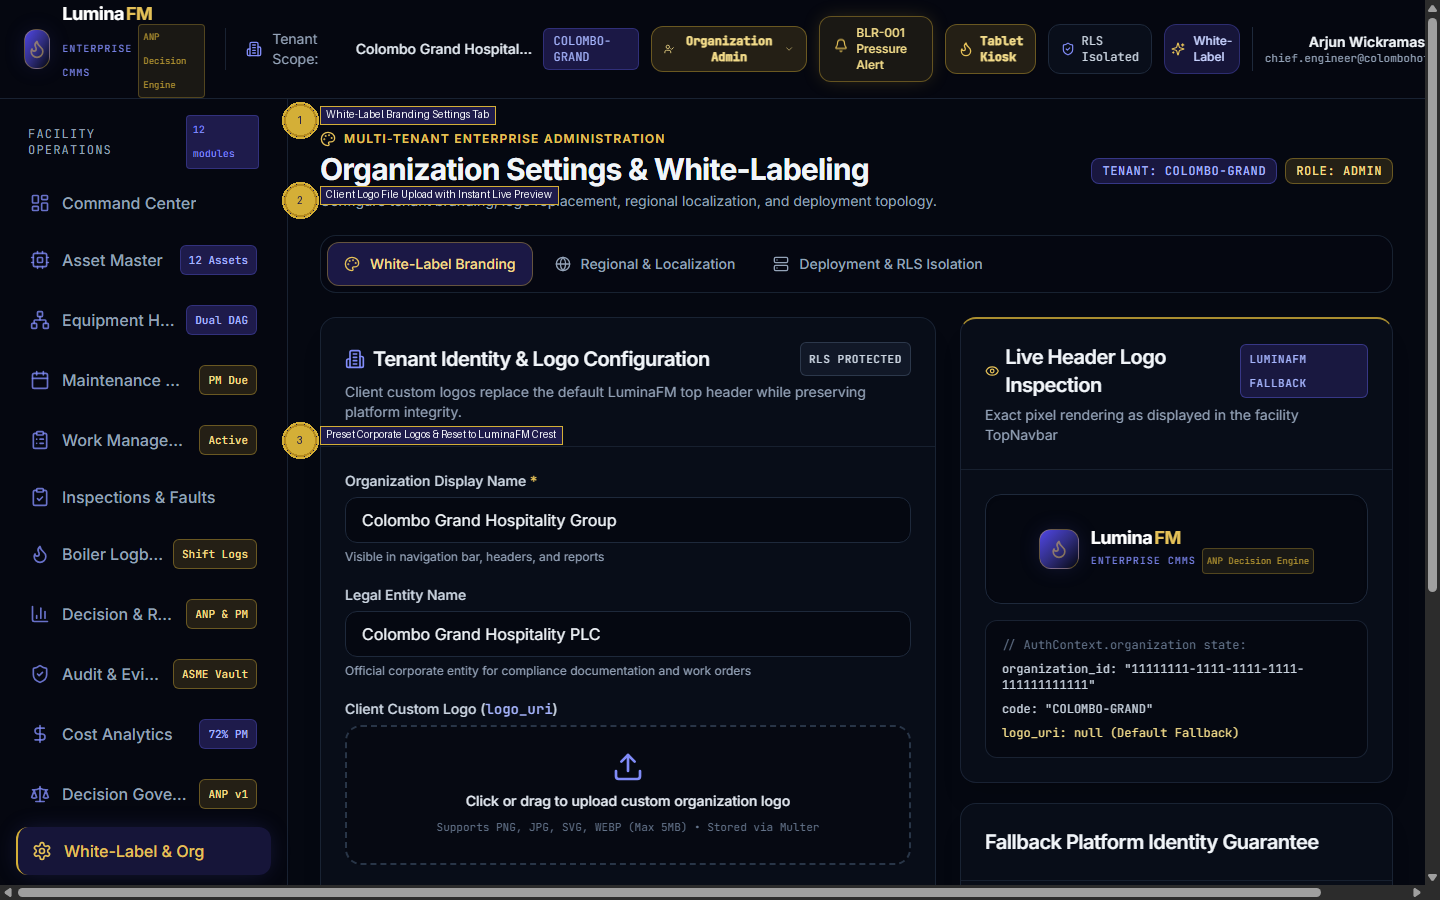 LuminaFM
ENTERPRISE CMMS
ANP Decision Engine
Tenant Scope:
Colombo Grand Hospital...
COLOMBO-GRAND
Organization Admin
BLR-001 Pressure Alert
Tablet Kiosk
RLS Isolated
White-Label
Arjun Wickramas
chief.engineer@colomboho
FACILITY OPERATIONS
12 modules
Command Center
Asset Master
12 Assets
Equipment H...
Dual DAG
Maintenance ...
PM Due
Work Manage...
Active
Inspections & Faults
Boiler Logb...
Shift Logs
Decision & R...
ANP & PM
Audit & Evi...
ASME Vault
Cost Analytics
72% PM
Decision Gove...
ANP v1
White-Label & Org
1
White-Label Branding Settings Tab
MULTI-TENANT ENTERPRISE ADMINISTRATION
Organization Settings & White-Labeling
TENANT: COLOMBO-GRAND
ROLE: ADMIN
2
Client Logo File Upload with Instant Live Preview
placement, regional localization, and deployment topology.
White-Label Branding
Regional & Localization
Deployment & RLS Isolation
Tenant Identity & Logo Configuration
RLS PROTECTED
Client custom logos replace the default LuminaFM top header while preserving
platform integrity.
3
Preset Corporate Logos & Reset to LuminaFM Crest
Organization Display Name *
Colombo Grand Hospitality Group
Visible in navigation bar, headers, and reports
Legal Entity Name
Colombo Grand Hospitality PLC
Official corporate entity for compliance documentation and work orders
Client Custom Logo (logo_uri)
Click or drag to upload custom organization logo
Supports PNG, JPG, SVG, WEBP (Max 5MB) • Stored via Multer
Live Header Logo
Inspection
LUMINAFM FALLBACK
Exact pixel rendering as displayed in the facility
TopNavbar
LuminaFM
ENTERPRISE CMMS
ANP Decision Engine
// AuthContext.organization state:
organization_id: "11111111-1111-1111-1111-
111111111111"
code: "COLOMBO-GRAND"
logo_uri: null (Default Fallback)
Fallback Platform Identity Guarantee